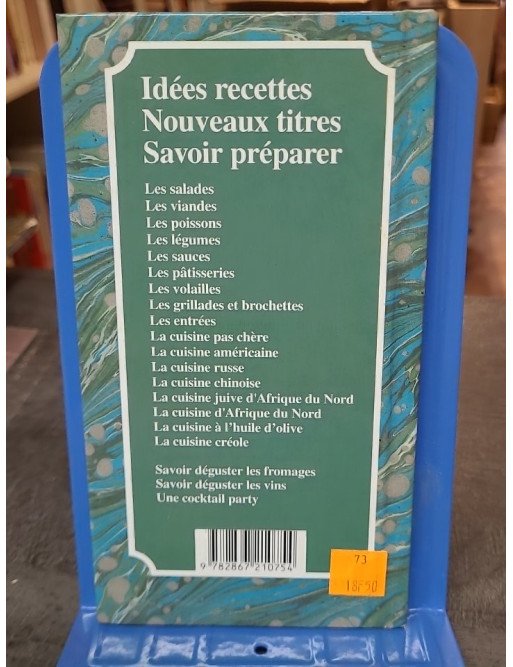 Idées recettes
Nouveaux titres
Savoir préparer
Les salades
Les viandes
Les poissons
Les légumes
Les sauces
Les pâtisseries
Les volailles
Les grillades et brochettes
Les entrées
La cuisine pas chère
La cuisine américaine
La cuisine russe
La cuisine chinoise
La cuisine juive d'Afrique du Nord
La cuisine d'Afrique du Nord
La cuisine à l'huile d'olive
La cuisine créole
Savoir déguster les fromages
Savoir déguster les vins
Une cocktail party
9 782867 210754
73
18F50